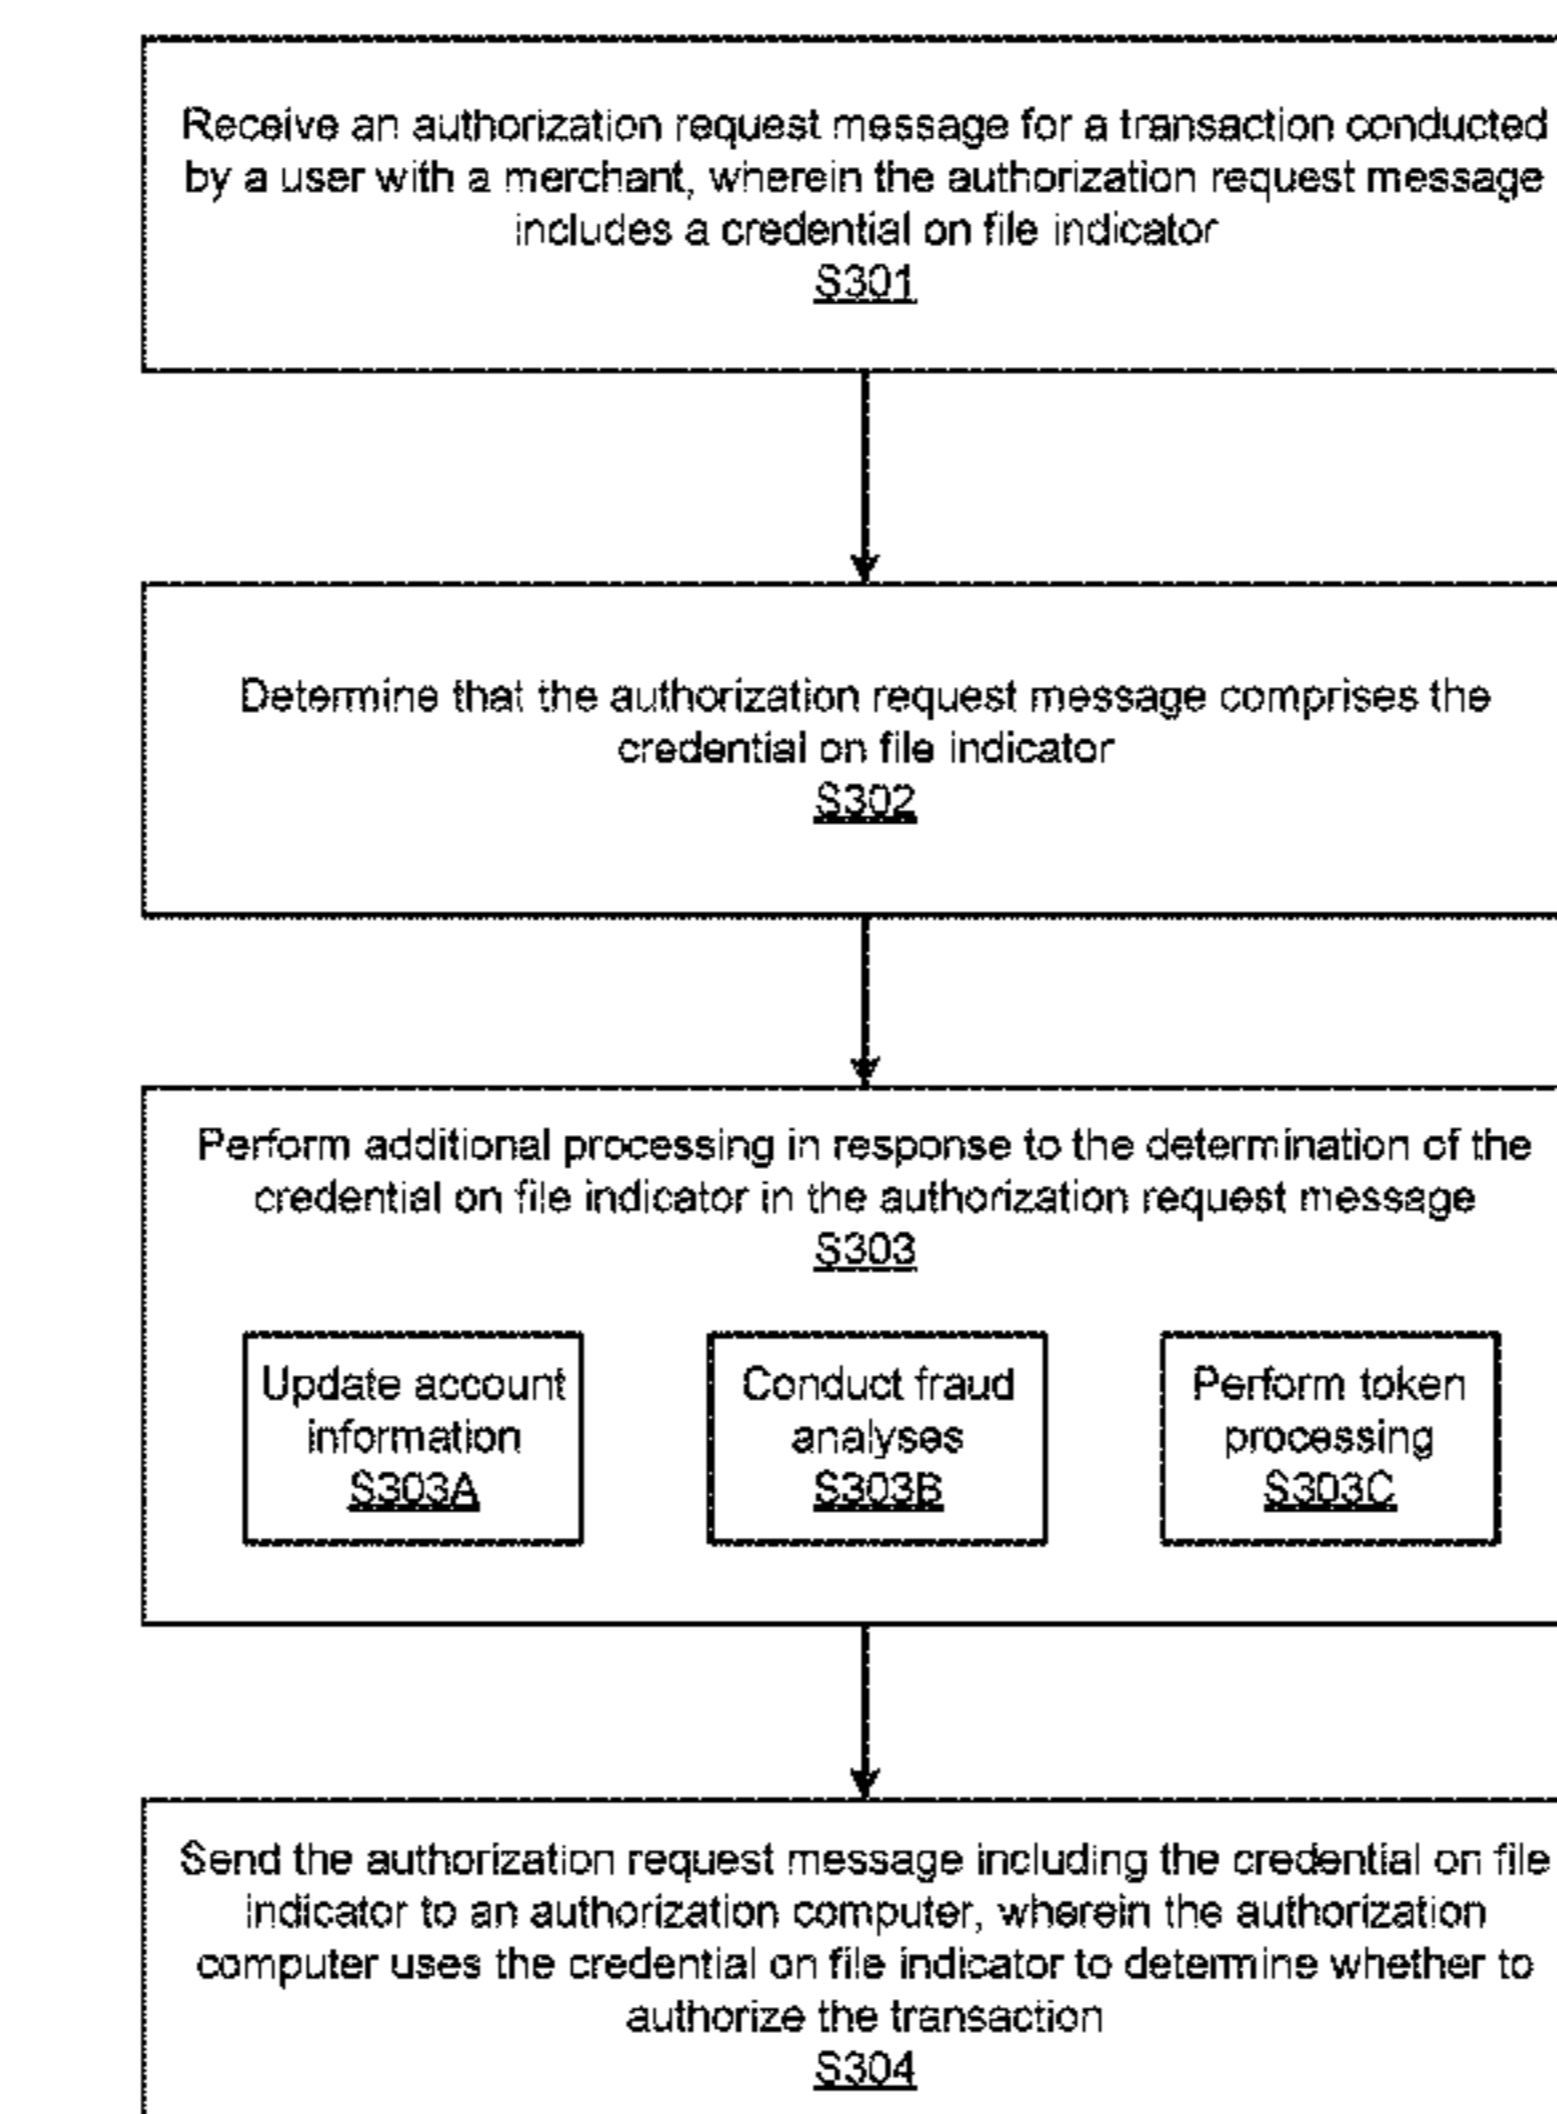 Receive an authorization request message for a transaction conducted
by a user with a merchant, wherein the authorization request message
includes a credential on file indicator
S301
Determine that the authorization request message comprises the
credential on file indicator
S302
Perform additional processing in response to the determination of the
credential on file indicator in the authorization request message
S303
Update account
information
S303A
Conduct fraud
analyses
S303B
Perform token
processing
S303C
Send the authorization request message including the credential on file
indicator to an authorization computer, wherein the authorization
computer uses the credential on file indicator to determine whether to
authorize the transaction
S304